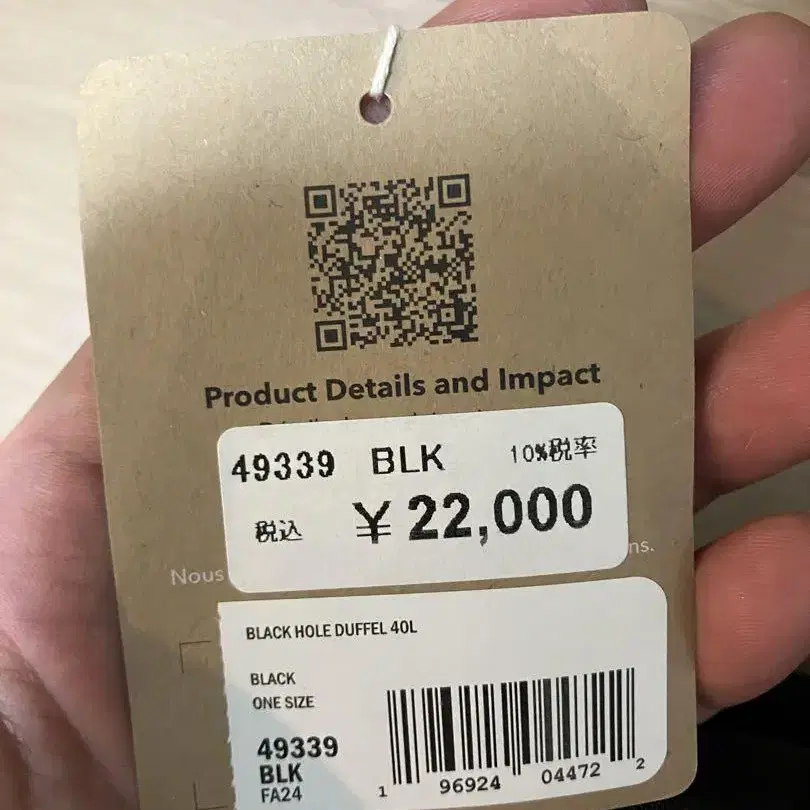 Product Details and Impact
49339 BLK 10%税率
税込 ¥22,000
Nous
ns.
BLACK HOLE DUFFEL 40L
BLACK
ONE SIZE
49339
BLK
FA24
1 96924 04472 2